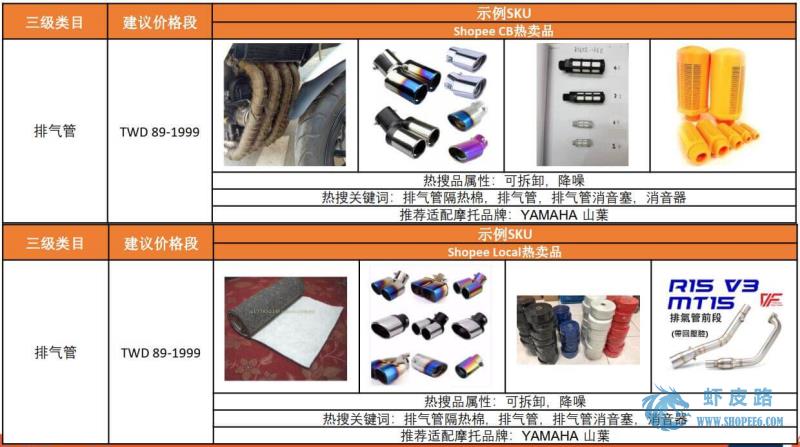 三级类目
建议价格段
示例SKU
Shopee CB热卖品
排气管
TWD 89-1999
热搜品属性：可拆卸，降噪
热搜关键词：排气管隔热棉，排气管，排气管消音塞，消音器
推荐适配摩托品牌：YAMAHA 山葉
三级类目
建议价格段
示例SKU
Shopee Local热卖品
排气管
TWD 89-1999
R15 V3
MT15
排氣管前段
(帶回壓腔)
热搜品属性：可拆卸，降噪
热搜关键词：排气管隔热棉，排气管，排气管消音塞，消音器
推荐适配摩托品牌：YAMAHA 山葉
虾皮路
WWW.SHOPEE6.COM